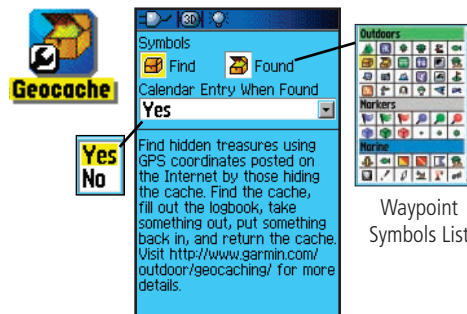 Geocache
3D
Symbols
Find
Found
Calendar Entry When Found
Yes
Yes
No
Find hidden treasures using
GPS coordinates posted on
the Internet by those hiding
the cache. Find the cache,
fill out the logbook, take
something out, put something
back in, and return the cache.
Visit http://www.garmin.com/
outdoor/geocaching/ for more
details.
Outdoors
Markers
Marine
Waypoint
Symbols List